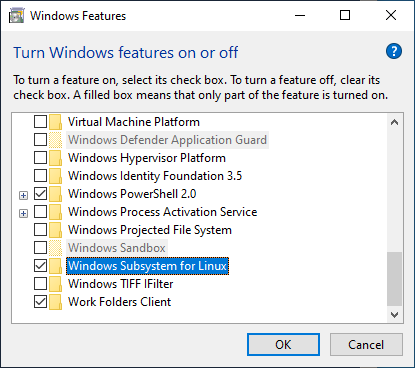 Windows Features
Turn Windows features on or off
To turn a feature on, select its check box. To turn a feature off, clear its
check box. A filled box means that only part of the feature is turned on.
Virtual Machine Platform
Windows Defender Application Guard
Windows Hypervisor Platform
Windows Identity Foundation 3.5
Windows PowerShell 2.0
Windows Process Activation Service
Windows Projected File System
Windows Sandbox
Windows Subsystem for Linux
Windows TIFF IFilter
Work Folders Client
OK
Cancel